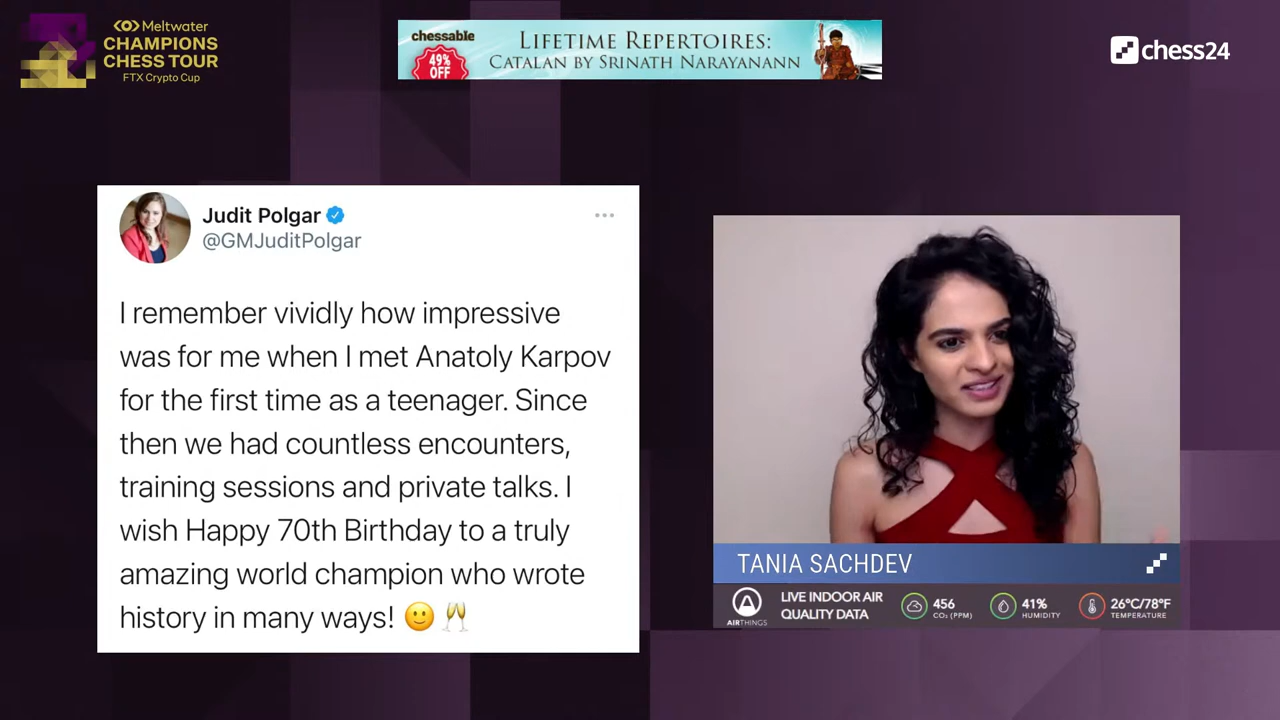 Meltwater
CHAMPIONS
CHESS TOUR
FTX Crypto Cup
chessable
49%
OFF
LIFETIME REPERTOIRES:
CATALAN BY SRINATH NARAYANANN
chess24
Judit Polgar
@GMJuditPolgar
I remember vividly how impressive
was for me when I met Anatoly Karpov
for the first time as a teenager. Since
then we had countless encounters,
training sessions and private talks. I
wish Happy 70th Birthday to a truly
amazing world champion who wrote
history in many ways! 🙂🥂
TANIA SACHDEV
AIRTHINGS
LIVE INDOOR AIR
QUALITY DATA
456
CO₂ (PPM)
41%
HUMIDITY
26°C/78°F
TEMPERATURE